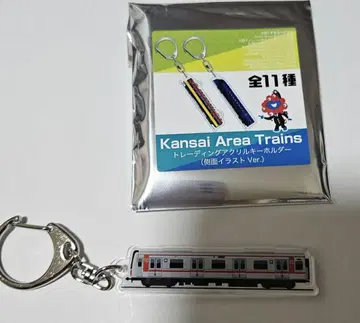 全11種
Kansai Area Trains
トレーディングアクリルキーホルダー
(側面イラストVer.)